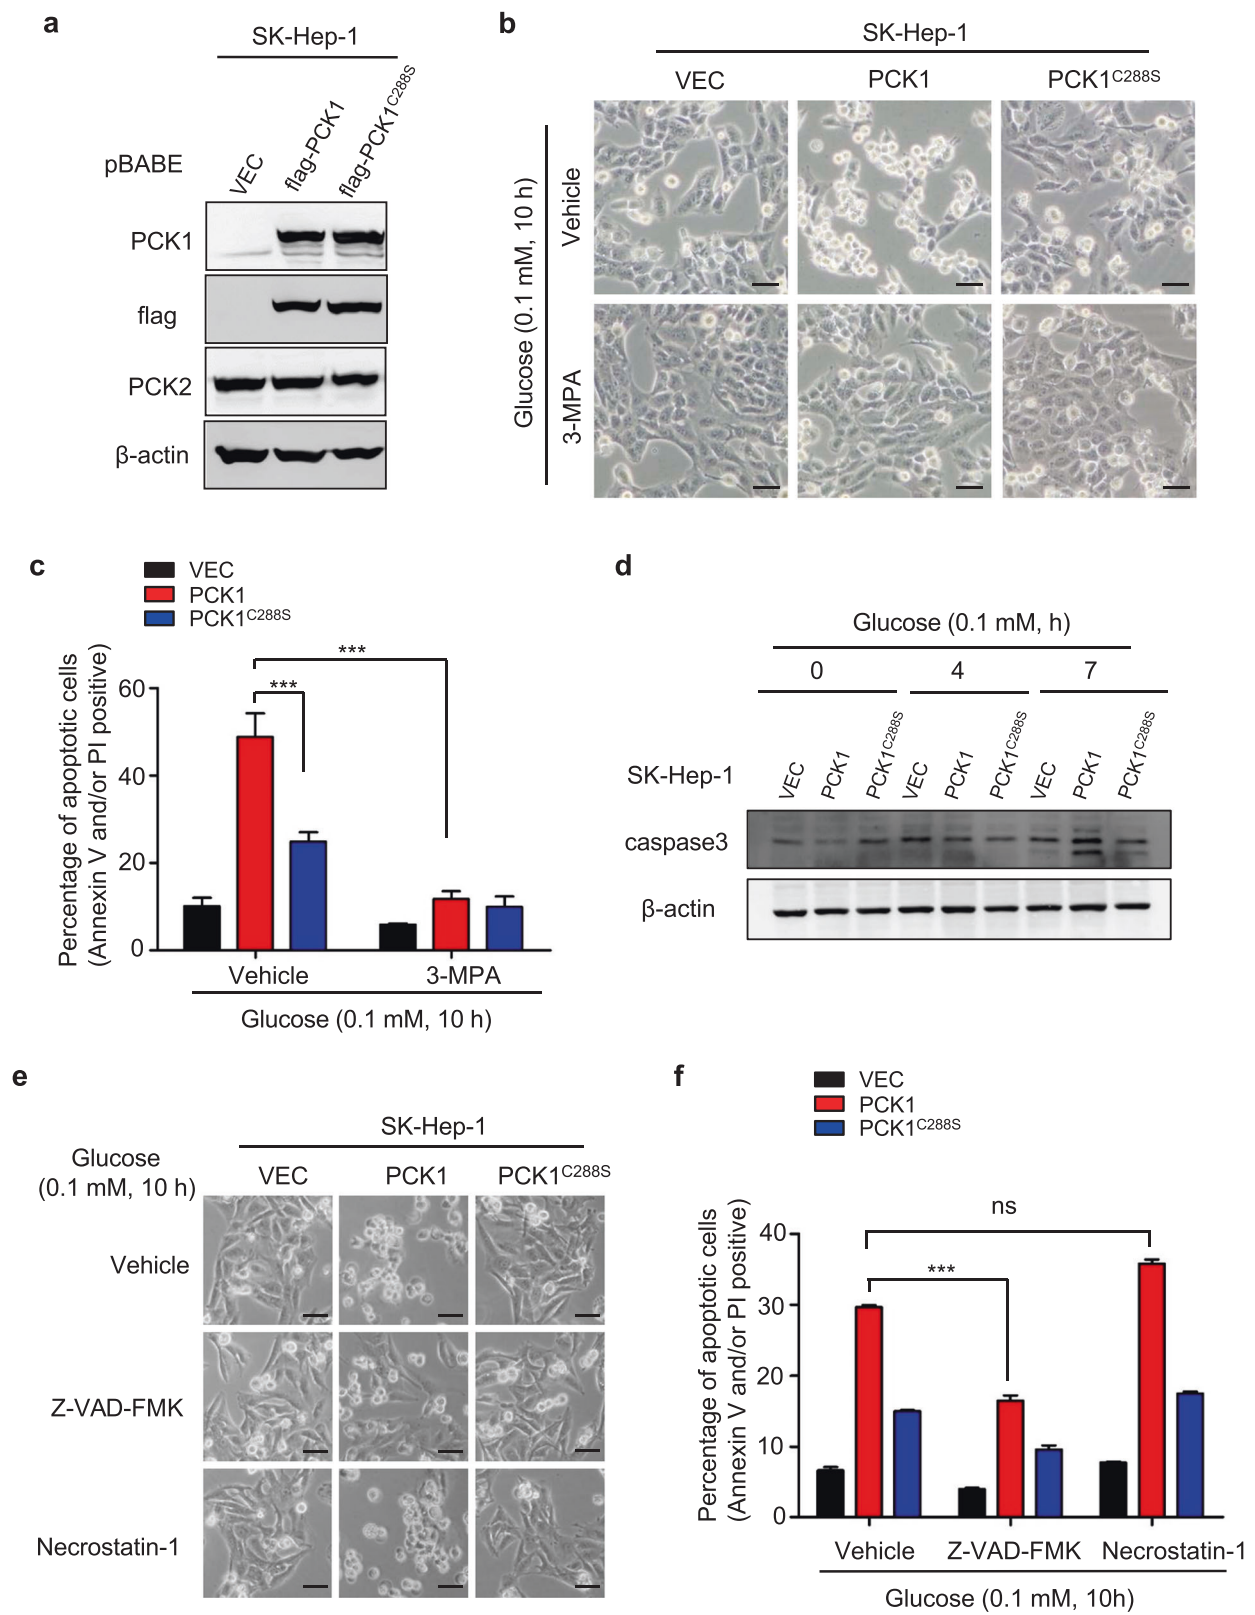 a
SK-Hep-1
pBABE
VEC
flag-PCK1
flag-PCK1C288S
PCK1
flag
PCK2
β-actin
b
SK-Hep-1
VEC PCK1 PCK1C288S
Glucose (0.1 mM, 10 h)
Vehicle
3-MPA
c
VEC
PCK1
PCK1C288S
Percentage of apoptotic cells
(Annexin V and/or PI positive)
60
40
20
0
***
***
Vehicle 3-MPA
Glucose (0.1 mM, 10 h)
d
Glucose (0.1 mM, h)
0 4 7
SK-Hep-1
VEC PCK1 PCK1C288S VEC PCK1 PCK1C288S VEC PCK1 PCK1C288S
caspase3
β-actin
e
SK-Hep-1
Glucose
(0.1 mM, 10 h)
VEC PCK1 PCK1C288S
Vehicle
Z-VAD-FMK
Necrostatin-1
f
VEC
PCK1
PCK1C288S
Percentage of apoptotic cells
(Annexin V and/or PI positive)
40
30
20
10
0
ns
***
Vehicle Z-VAD-FMK Necrostatin-1
Glucose (0.1 mM, 10h)